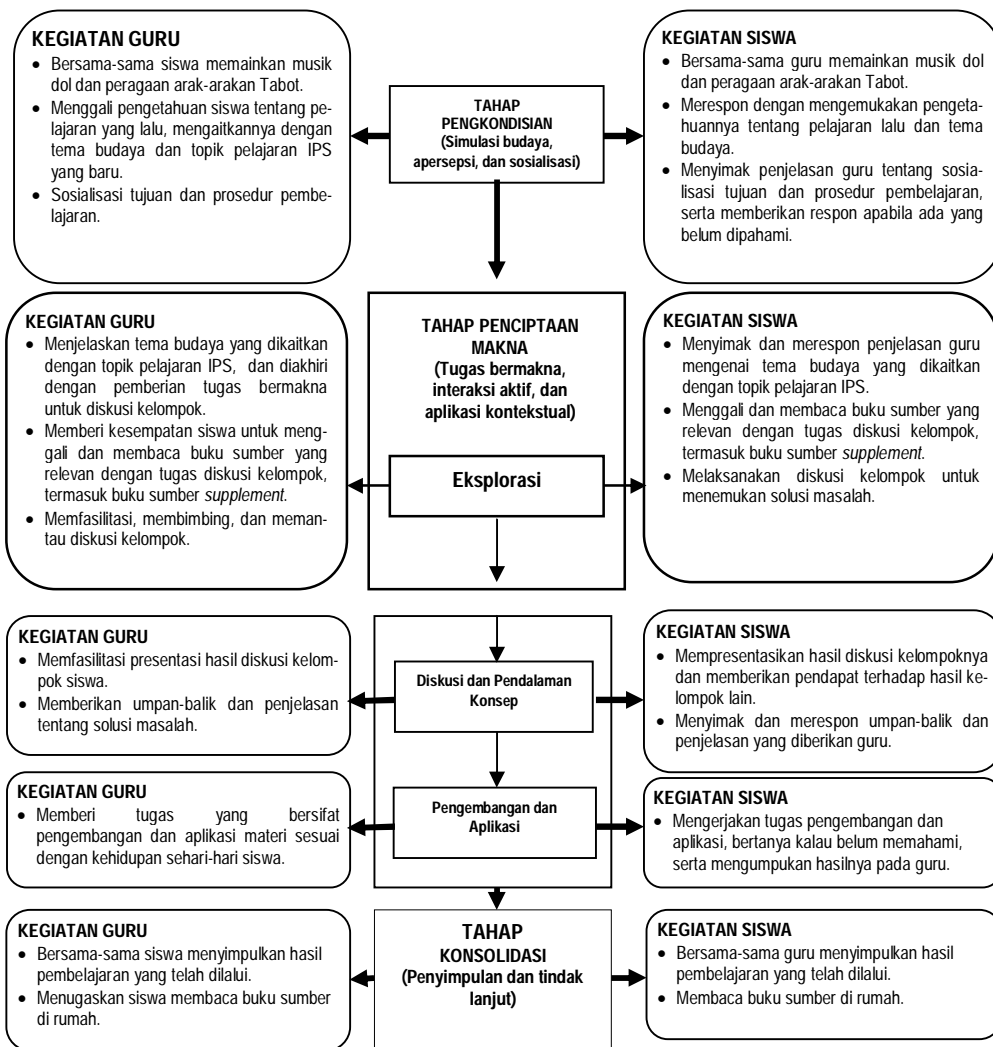 KEGIATAN GURU
• Bersama-sama siswa memainkan musik
dol dan peragaan arak-arakan Tabot.
• Menggali pengetahuan siswa tentang pe-
lajaran yang lalu, mengaitkannya dengan
tema budaya dan topik pelajaran IPS
yang baru.
• Sosialisasi tujuan dan prosedur pembe-
lajaran.
TAHAP
PENGKONDISIAN
(Simulasi budaya,
apersepsi, dan sosialisasi)
KEGIATAN SISWA
• Bersama-sama guru memainkan musik dol
dan peragaan arak-arakan Tabot.
• Merespon dengan mengemukakan pengeta-
huannya tentang pelajaran lalu dan tema
budaya.
• Menyimak penjelasan guru tentang sosia-
lisasi tujuan dan prosedur pembelajaran,
serta memberikan respon apabila ada yang
belum dipahami.
KEGIATAN GURU
• Menjelaskan tema budaya yang dikaitkan
dengan topik pelajaran IPS, dan diakhiri
dengan pemberian tugas bermakna
untuk diskusi kelompok.
• Memberi kesempatan siswa untuk meng-
gali dan membaca buku sumber yang
relevan dengan tugas diskusi kelompok,
termasuk buku sumber supplement.
• Memfasilitasi, membimbing, dan meman-
tau diskusi kelompok.
TAHAP PENCIPTAAN
MAKNA
(Tugas bermakna,
interaksi aktif, dan
aplikasi kontekstual)
Eksplorasi
KEGIATAN SISWA
• Menyimak dan merespon penjelasan guru
mengenai tema budaya yang dikaitkan
dengan topik pelajaran IPS.
• Menggali dan membaca buku sumber yang
relevan dengan tugas diskusi kelompok,
termasuk buku sumber supplement.
• Melaksanakan diskusi kelompok untuk
menemukan solusi masalah.
KEGIATAN GURU
• Memfasilitasi presentasi hasil diskusi kelom-
pok siswa.
• Memberikan umpan-balik dan penjelasan
tentang solusi masalah.
Diskusi dan Pendalaman
Konsep
KEGIATAN SISWA
• Mempresentasikan hasil diskusi kelompoknya
dan memberikan pendapat terhadap hasil ke-
lompok lain.
• Menyimak dan merespon umpan-balik dan
penjelasan yang diberikan guru.
KEGIATAN GURU
• Memberi tugas yang bersifat
pengembangan dan aplikasi materi sesuai
dengan kehidupan sehari-hari siswa.
Pengembangan dan
Aplikasi
KEGIATAN SISWA
• Mengerjakan tugas pengembangan dan
aplikasi, bertanya kalau belum memahami,
serta mengumpukan hasilnya pada guru.
KEGIATAN GURU
• Bersama-sama siswa menyimpulkan hasil
pembelajaran yang telah dilalui.
• Menugaskan siswa membaca buku sumber
di rumah.
TAHAP
KONSOLIDASI
(Penyimpulan dan tindak
lanjut)
KEGIATAN SISWA
• Bersama-sama guru menyimpulkan hasil
pembelajaran yang telah dilalui.
• Membaca buku sumber di rumah.